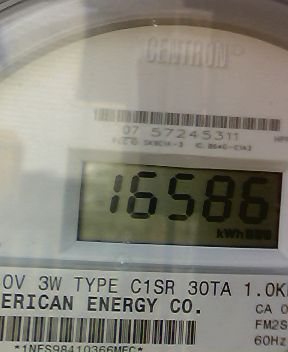 CENTRON
07 57245311
16586
kWh
0V 3W TYPE C1SR 30TA 1.0K
ERICAN ENERGY CO.
CA 0
FM2S
60Hz
*1NFS98410366MFC*